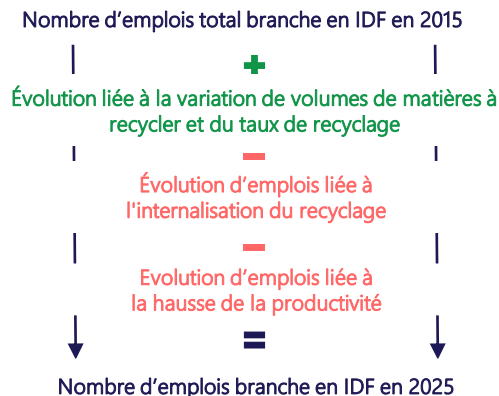 Nombre d'emplois total branche en IDF en 2015
+
Évolution liée à la variation de volumes de matières à
recycler et du taux de recyclage
−
Évolution d'emplois liée à
l'internalisation du recyclage
−
Evolution d'emplois liée à
la hausse de la productivité
=
Nombre d'emplois branche en IDF en 2025